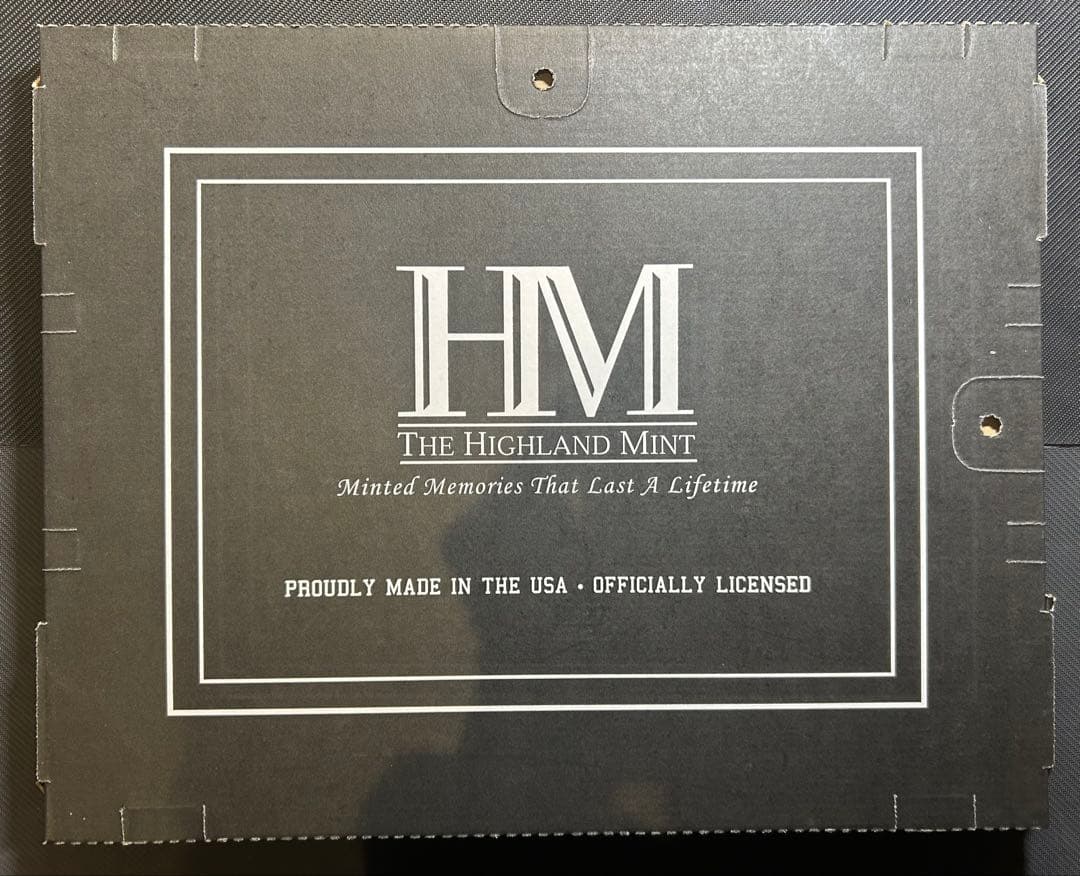 HM
THE HIGHLAND MINT
Minted Memories That Last A Lifetime
PROUDLY MADE IN THE USA • OFFICIALLY LICENSED